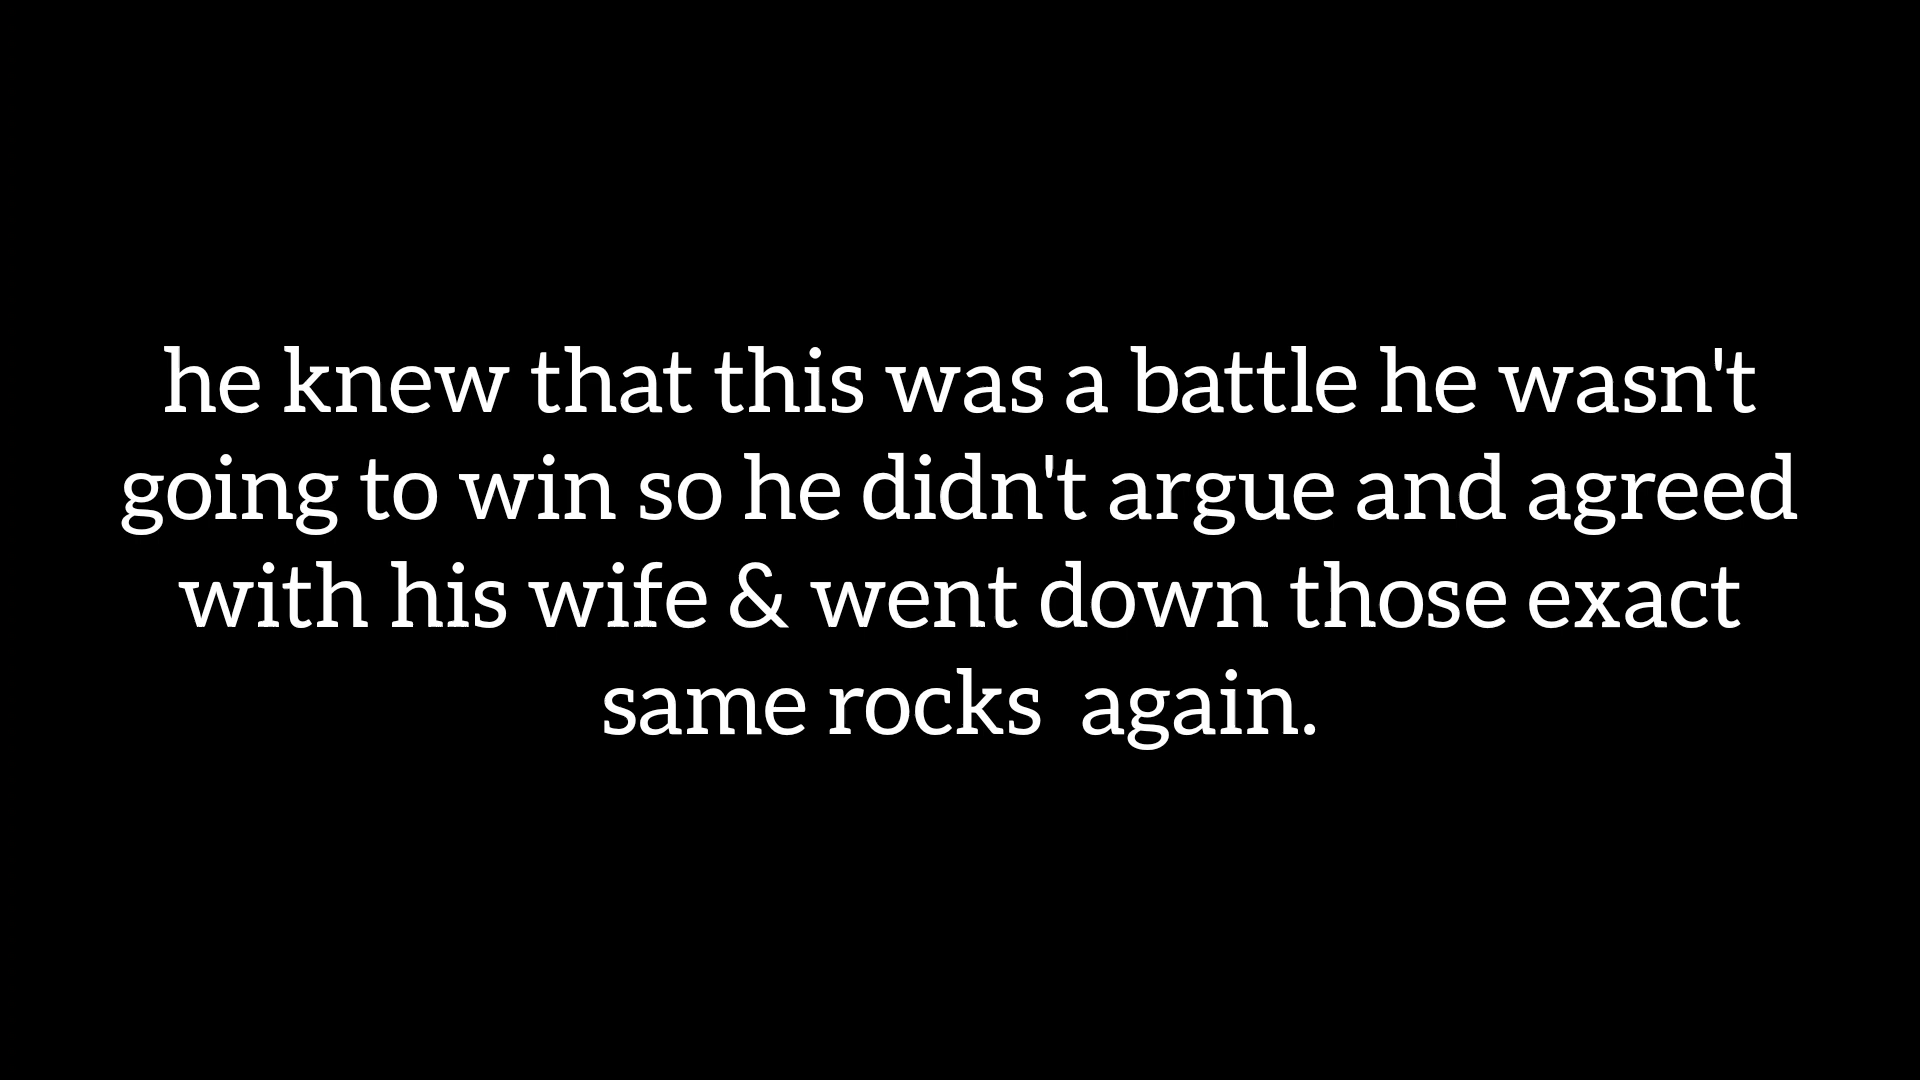 he knew that this was a battle he wasn't
going to win so he didn't argue and agreed
with his wife & went down those exact
same rocks  again.